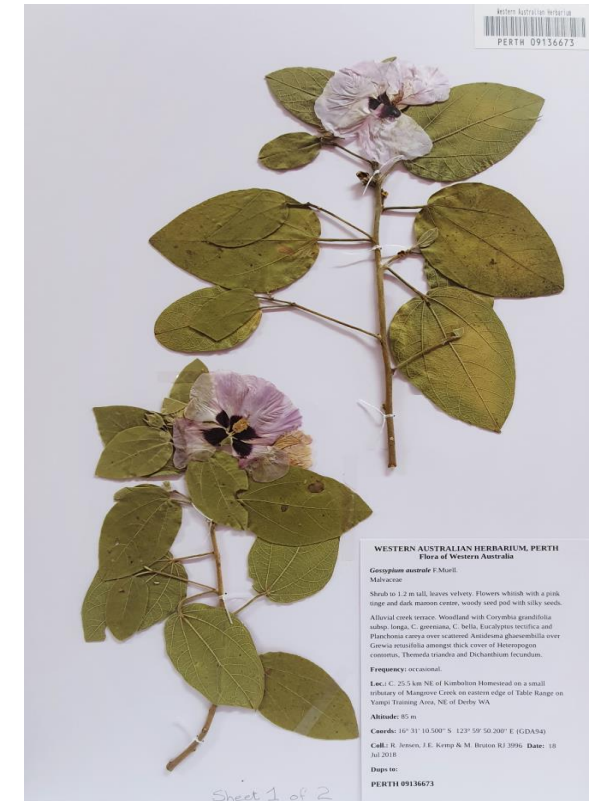 Western Australian Herbarium
PERTH 09136673
WESTERN AUSTRALIAN HERBARIUM, PERTH
Flora of Western Australia
Gossypium australe F.Muell.
Malvaceae
Shrub to 1.2 m tall, leaves velvety. Flowers whitish with a pink
tinge and dark maroon centre, woody seed pod with silky seeds.
Alluvial creek terrace. Woodland with Corymbia grandifolia
subsp. longa, C. greeniana, C. bella, Eucalyptus tectifica and
Planchonia careya over scattered Antidesma ghaesembilla over
Grewia retusifolia amongst thick cover of Heteropogon
contortus, Themeda triandra and Dichanthium fecundum.
Frequency: occasional.
Loc.: C. 25.5 km NE of Kimbolton Homestead on a small
tributary of Mangrove Creek on eastern edge of Table Range on
Yampi Training Area, NE of Derby WA
Altitude: 85 m
Coords: 16° 31' 10.500" S 123° 59' 50.200" E (GDA94)
Coll.: R. Jensen, J.E. Kemp & M. Bruton RJ 3996 Date: 18
Jul 2018
Dups to:
PERTH 09136673
Sheet 1 of 2